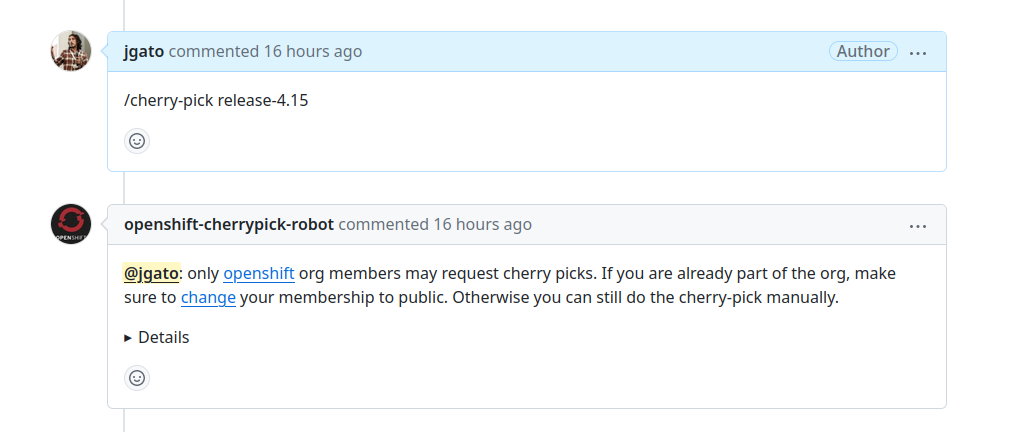 jgato commented 16 hours ago Author ...
/cherry-pick release-4.15
OPENSHIFT
openshift-cherrypick-robot commented 16 hours ago ...
@jgato: only openshift org members may request cherry picks. If you are already part of the org, make
sure to change your membership to public. Otherwise you can still do the cherry-pick manually.
▸ Details